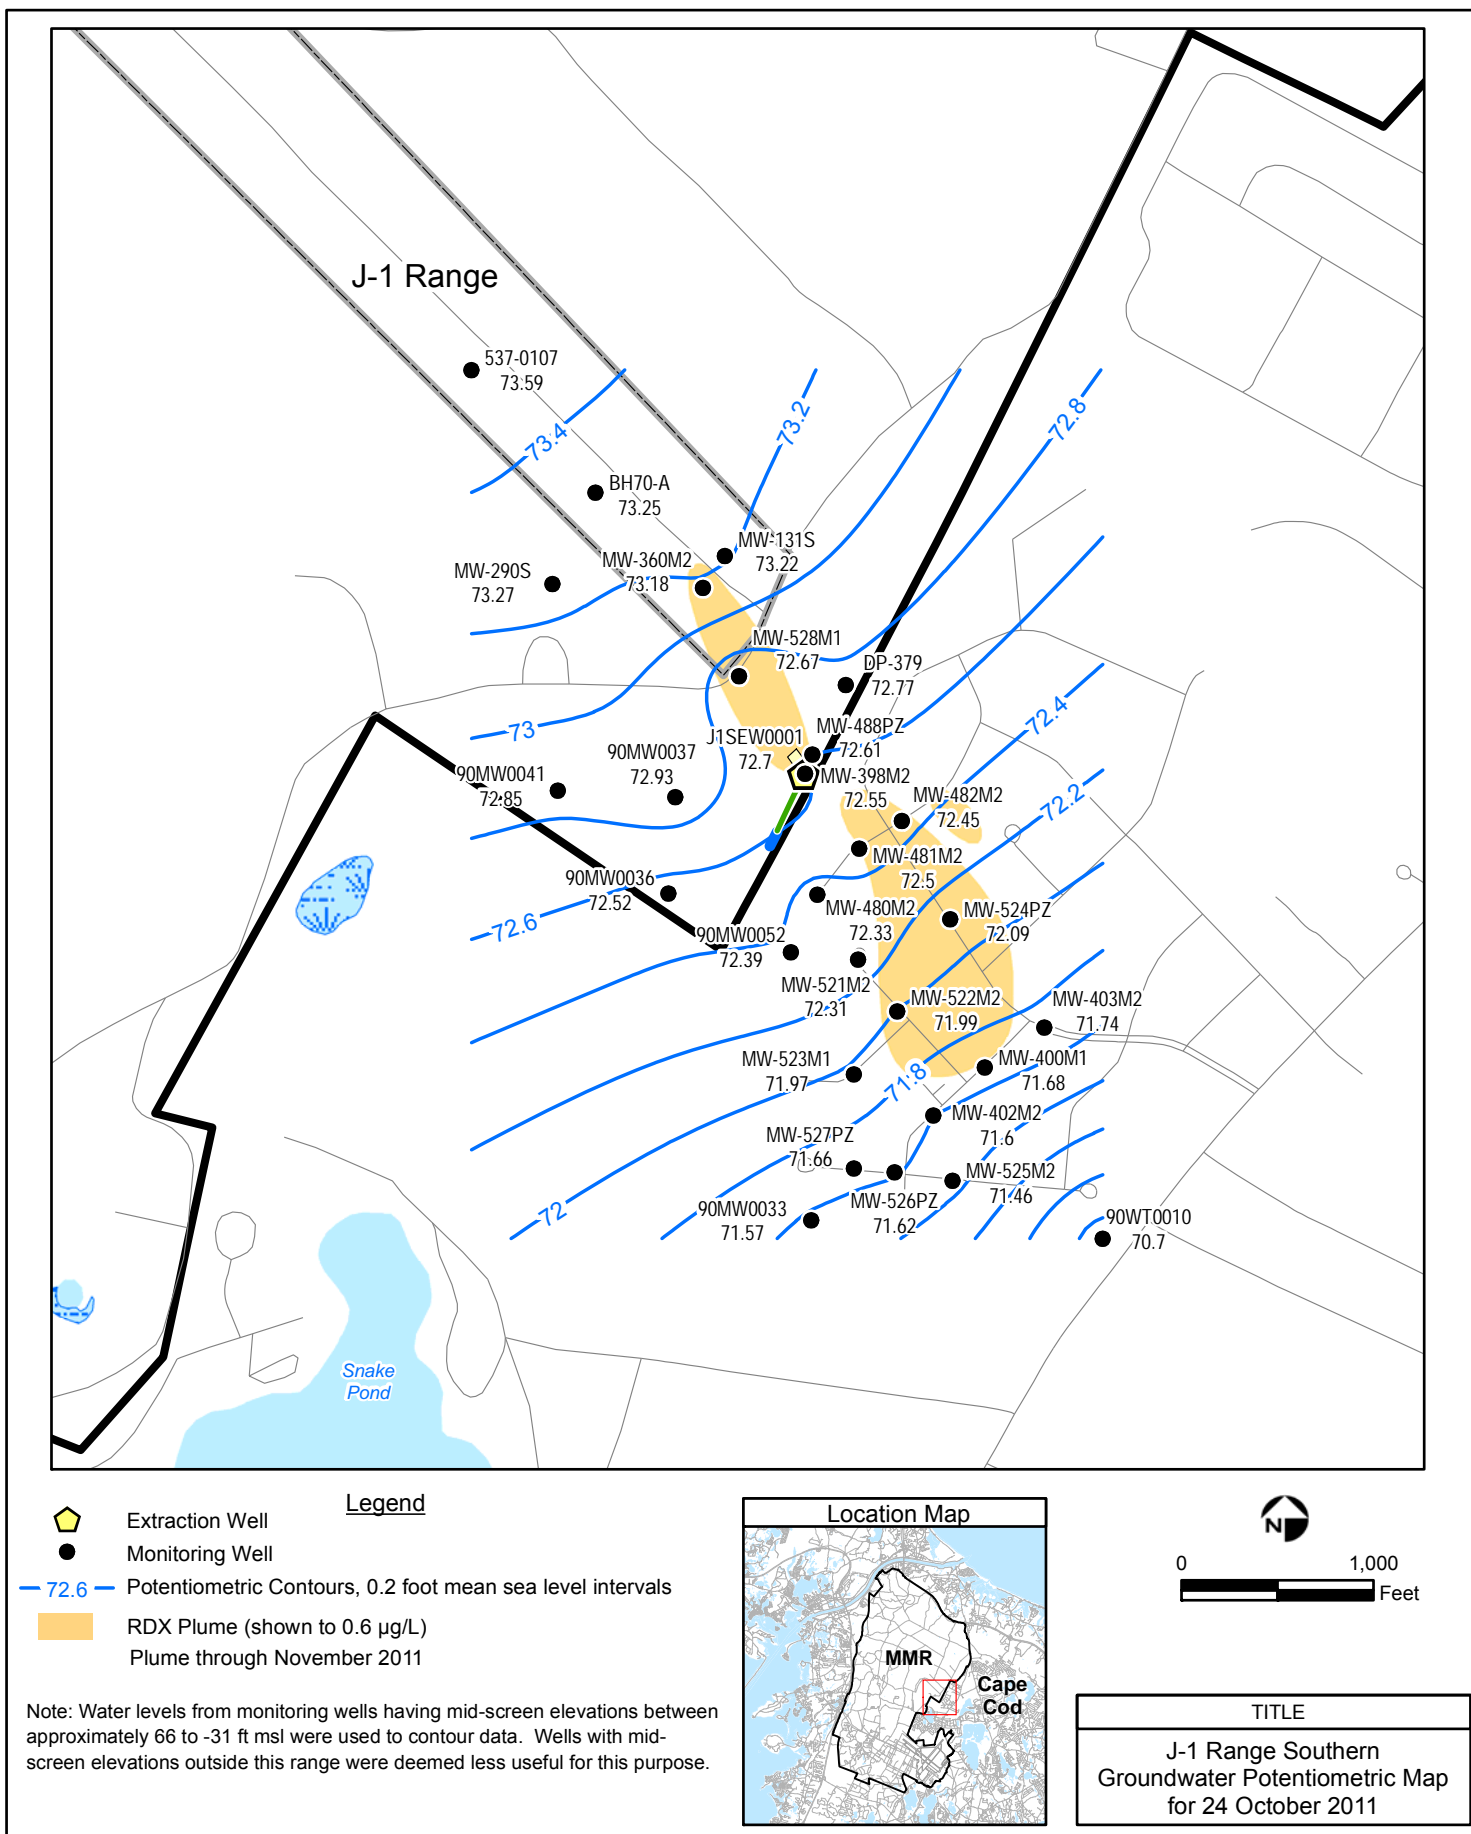 J-1 Range
537-0107
73.59
73.4
73.2
72.8
BH70-A
73.25
MW-131S
73.22
MW-360M2
73.18
MW-290S
73.27
MW-528M1
72.67
DP-379
72.77
73
MW-488PZ
72.61
J1SEW0001
72.7
90MW0037
72.93
90MW0041
72.85
MW-398M2
72.55
72.4
72.2
MW-482M2
72.45
MW-481M2
72.5
90MW0036
72.52
72.6
MW-480M2
72.33
MW-524PZ
72.09
90MW0052
72.39
MW-521M2
72.31
MW-522M2
71.99
MW-403M2
71.74
MW-523M1
71.97
71.8
MW-400M1
71.68
MW-402M2
71.6
MW-527PZ
71.66
MW-525M2
71.46
MW-526PZ
71.62
90MW0033
71.57
72
90WT0010
70.7
Snake
Pond
Legend
Extraction Well
Monitoring Well
72.6 Potentiometric Contours, 0.2 foot mean sea level intervals
RDX Plume (shown to 0.6 µg/L)
Plume through November 2011
Note: Water levels from monitoring wells having mid-screen elevations between
approximately 66 to -31 ft msl were used to contour data. Wells with mid-
screen elevations outside this range were deemed less useful for this purpose.
Location Map
MMR
Cape
Cod
N
0 1,000
Feet
TITLE
J-1 Range Southern
Groundwater Potentiometric Map
for 24 October 2011